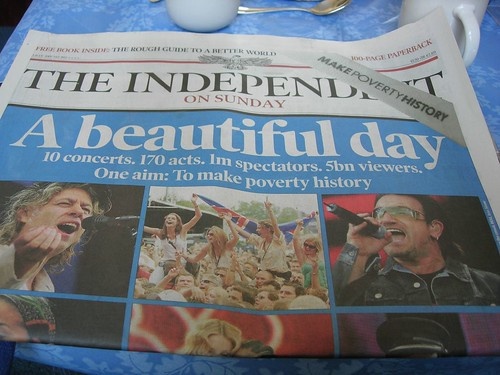 FREE BOOK INSIDE: THE ROUGH GUIDE TO A BETTER WORLD
100-PAGE PAPERBACK
THE INDEPENDENT
ON SUNDAY
MAKEPOVERTYHISTORY
A beautiful day
10 concerts. 170 acts. 1m spectators. 5bn viewers.
One aim: To make poverty history